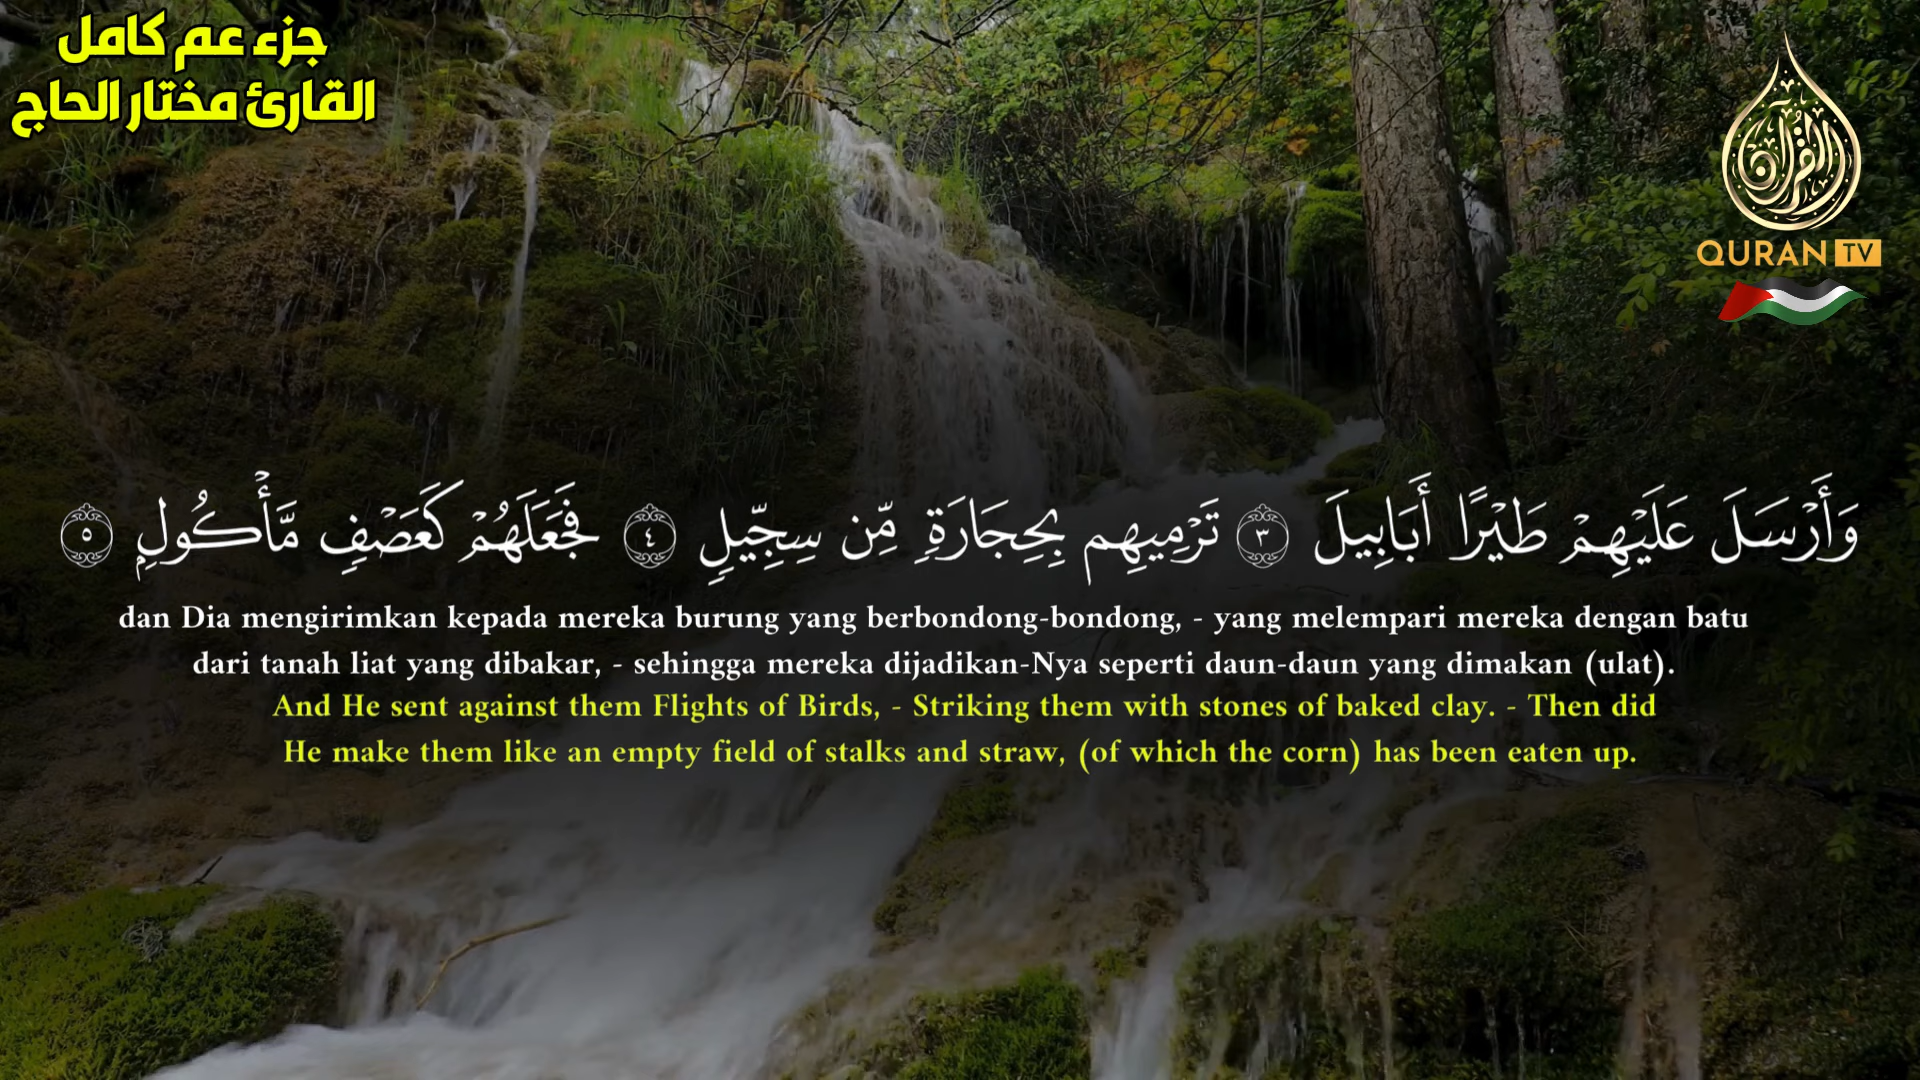 جزء عم كامل
القارئ مختار الحاج
القرآن
QURAN TV
وَأَرْسَلَ عَلَيْهِمْ طَيْرًا أَبَابِيلَ ٣ تَرْمِيهِم بِحِجَارَةٍ مِّن سِجِّيلٍ ٤ فَجَعَلَهُمْ كَعَصْفٍ مَّأْكُولٍ ٥
dan Dia mengirimkan kepada mereka burung yang berbondong-bondong, - yang melempari mereka dengan batu
dari tanah liat yang dibakar, - sehingga mereka dijadikan-Nya seperti daun-daun yang dimakan (ulat).
And He sent against them Flights of Birds, - Striking them with stones of baked clay. - Then did
He make them like an empty field of stalks and straw, (of which the corn) has been eaten up.